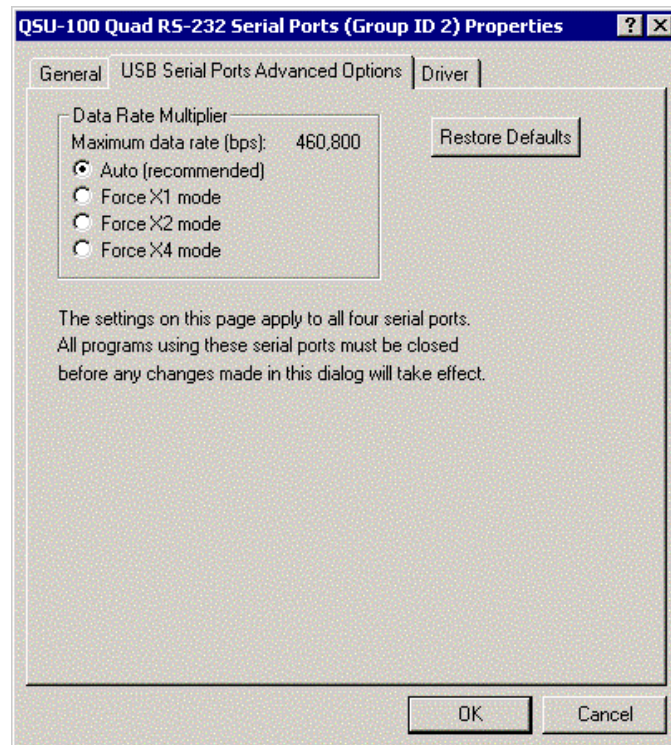 QSU-100 Quad RS-232 Serial Ports (Group ID 2) Properties ? X
General USB Serial Ports Advanced Options Driver
Data Rate Multiplier
Maximum data rate (bps): 460,800 Restore Defaults
Auto (recommended)
Force X1 mode
Force X2 mode
Force X4 mode
The settings on this page apply to all four serial ports.
All programs using these serial ports must be closed
before any changes made in this dialog will take effect.
OK Cancel